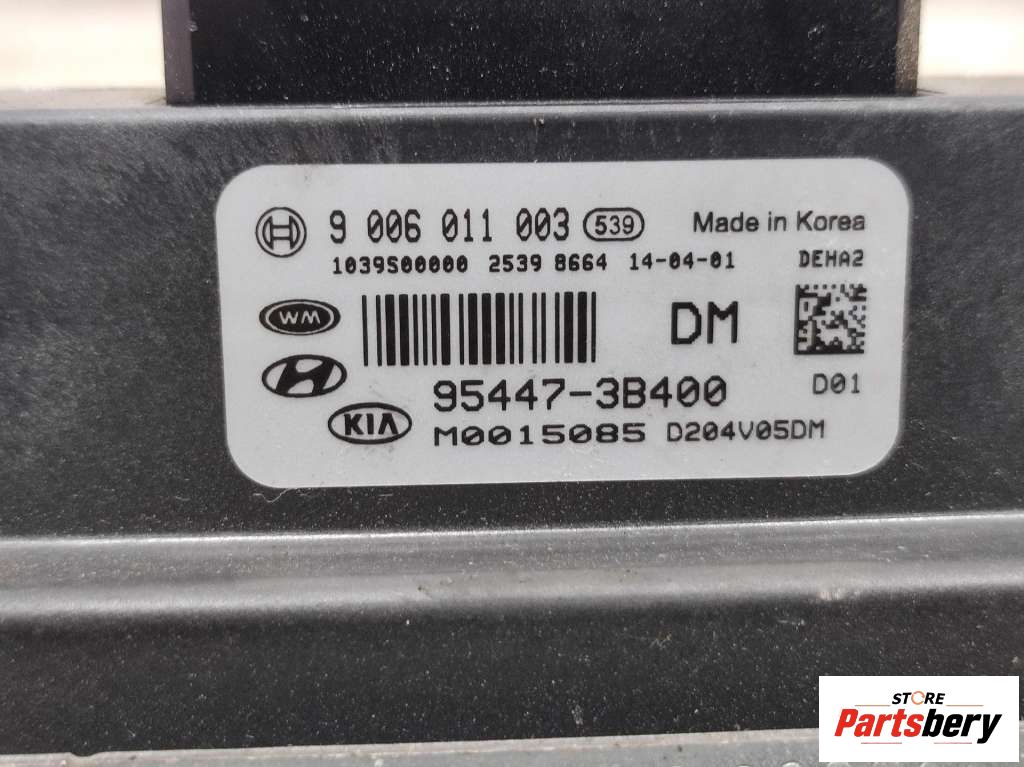 9 006 011 003 539 Made in Korea
1039S00000 2539 8664 14-04-01 DEHA2
WM
DM
95447-3B400 D01
KIA M0015085 D204V05DM
STORE
Partsbery